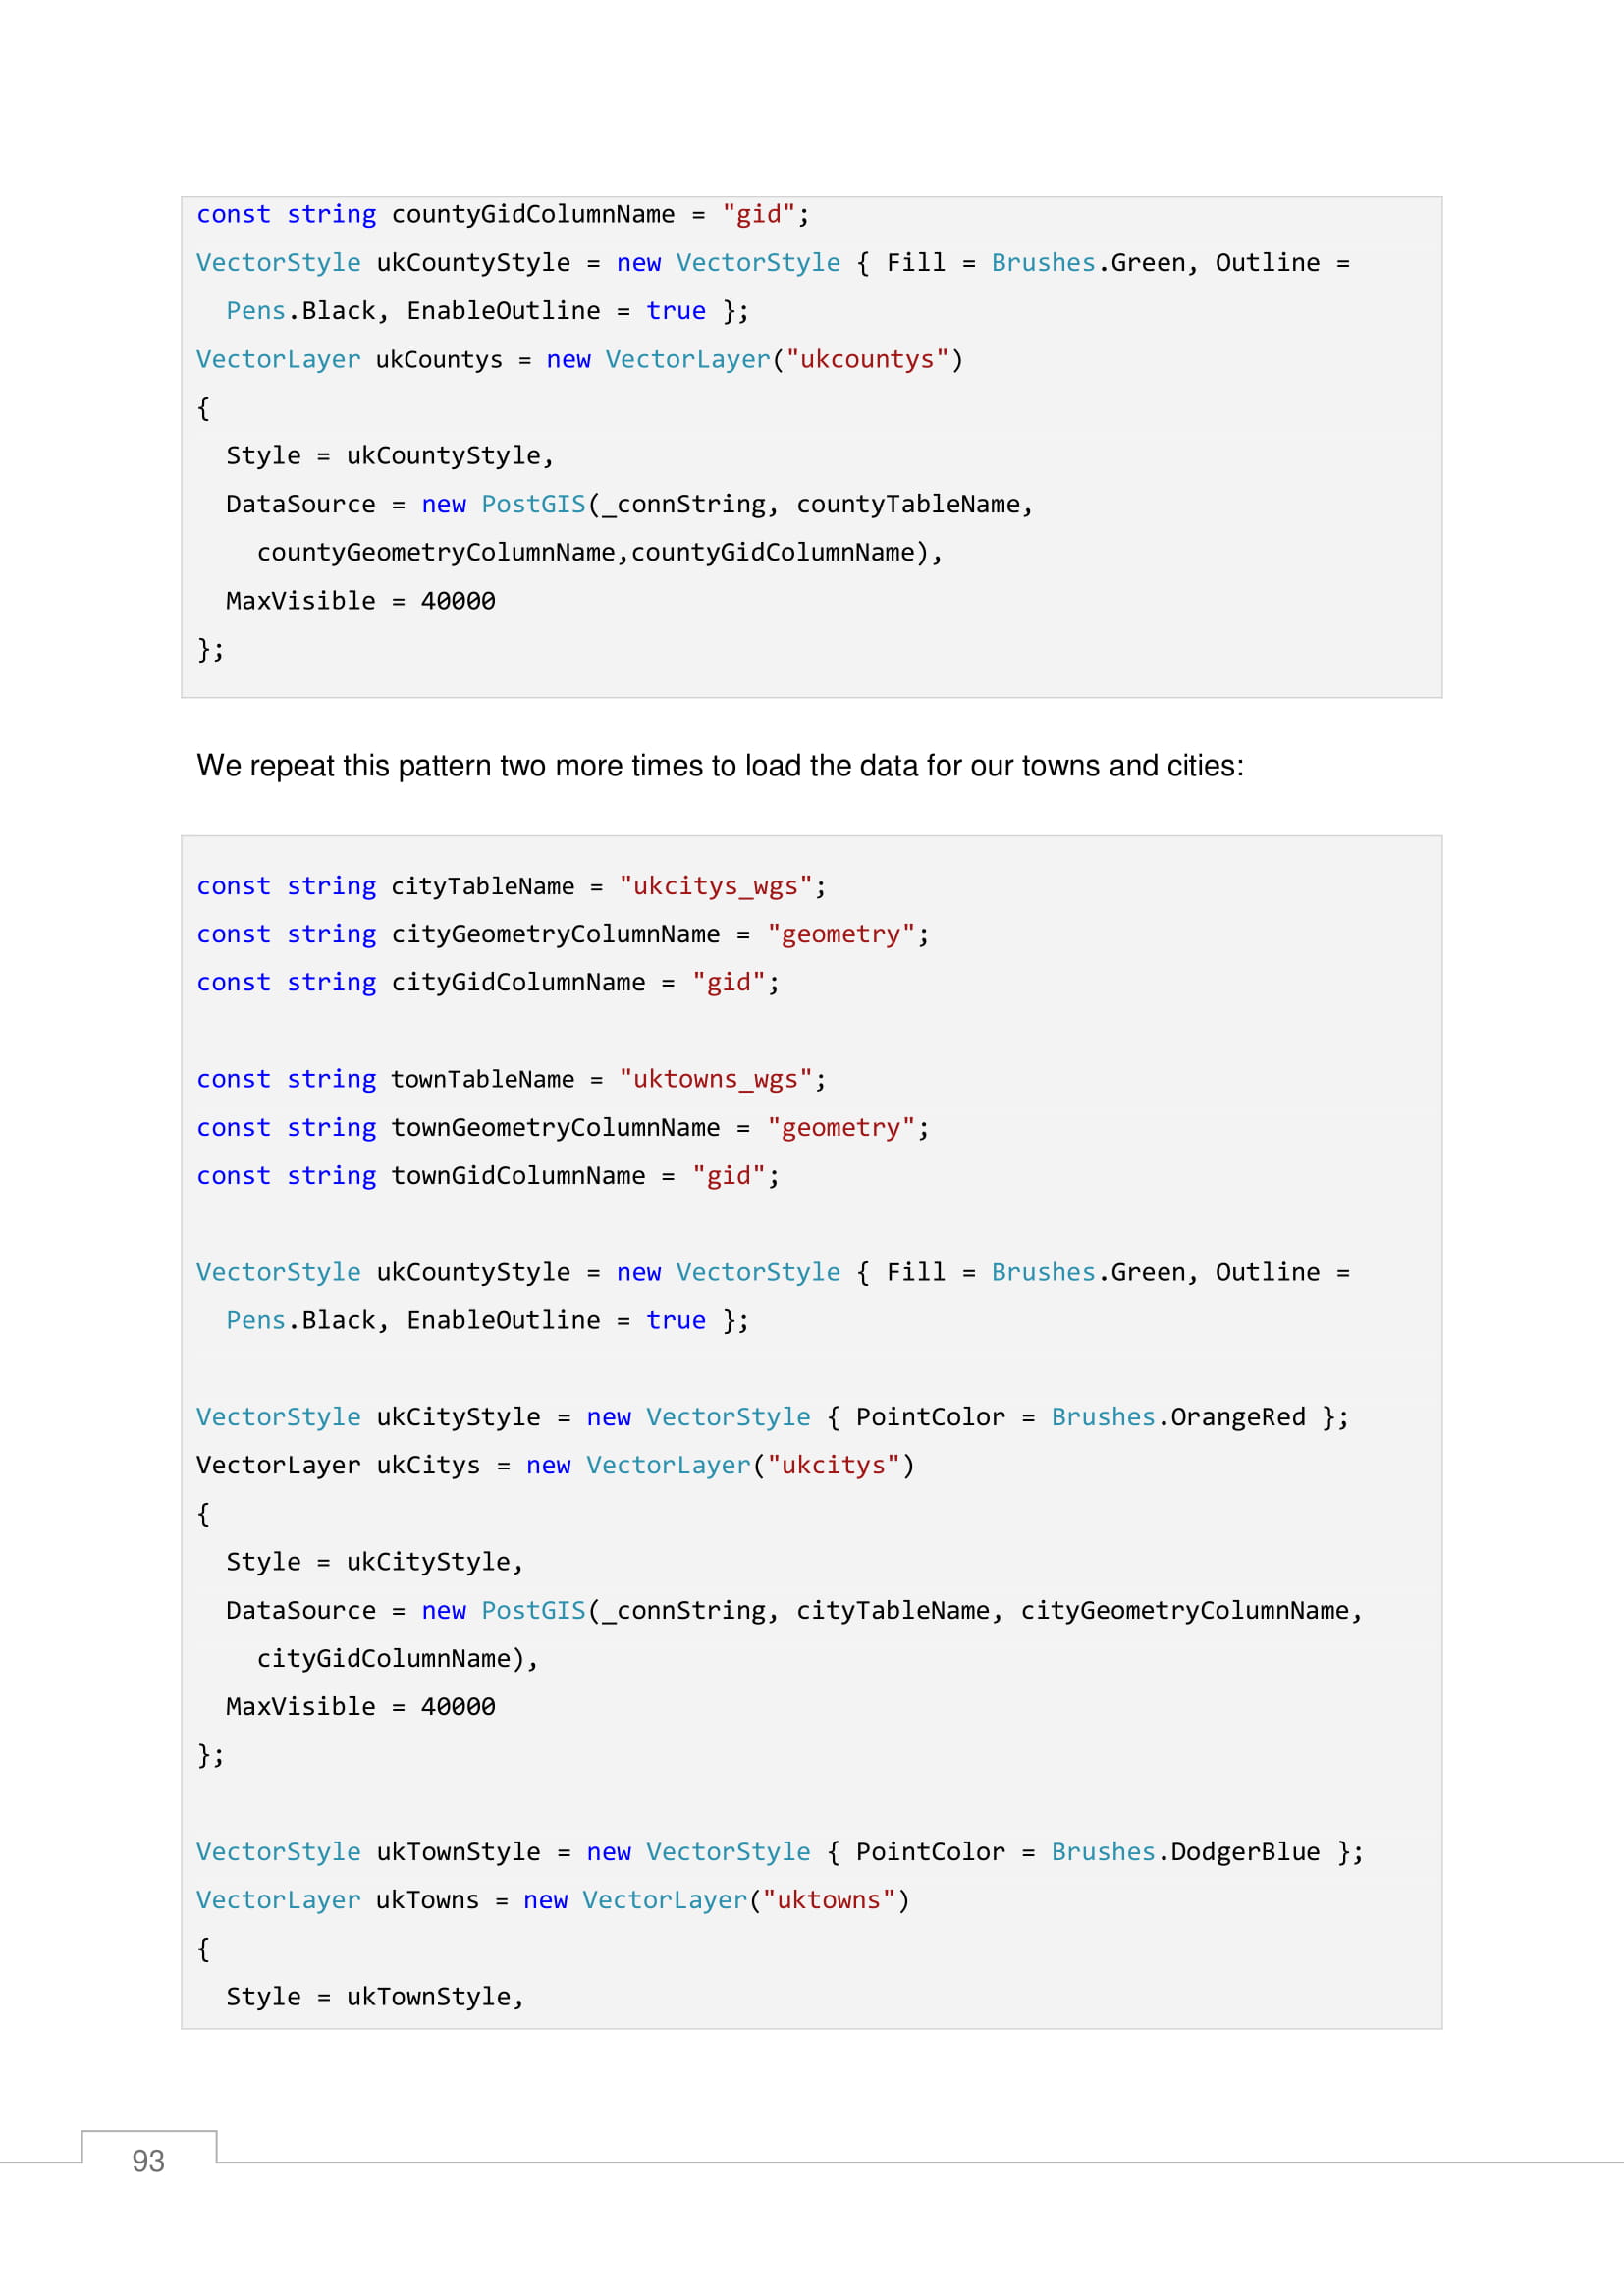 const string countyGidColumnName = "gid";
VectorStyle ukCountyStyle = new VectorStyle { Fill = Brushes.Green, Outline =
  Pens.Black, EnableOutline = true };
VectorLayer ukCountys = new VectorLayer("ukcountys")
{
  Style = ukCountyStyle,
  DataSource = new PostGIS(_connString, countyTableName,
    countyGeometryColumnName,countyGidColumnName),
  MaxVisible = 40000
};
We repeat this pattern two more times to load the data for our towns and cities:
const string cityTableName = "ukcitys_wgs";
const string cityGeometryColumnName = "geometry";
const string cityGidColumnName = "gid";
const string townTableName = "uktowns_wgs";
const string townGeometryColumnName = "geometry";
const string townGidColumnName = "gid";
VectorStyle ukCountyStyle = new VectorStyle { Fill = Brushes.Green, Outline =
  Pens.Black, EnableOutline = true };
VectorStyle ukCityStyle = new VectorStyle { PointColor = Brushes.OrangeRed };
VectorLayer ukCitys = new VectorLayer("ukcitys")
{
  Style = ukCityStyle,
  DataSource = new PostGIS(_connString, cityTableName, cityGeometryColumnName,
    cityGidColumnName),
  MaxVisible = 40000
};
VectorStyle ukTownStyle = new VectorStyle { PointColor = Brushes.DodgerBlue };
VectorLayer ukTowns = new VectorLayer("uktowns")
{
  Style = ukTownStyle,
93